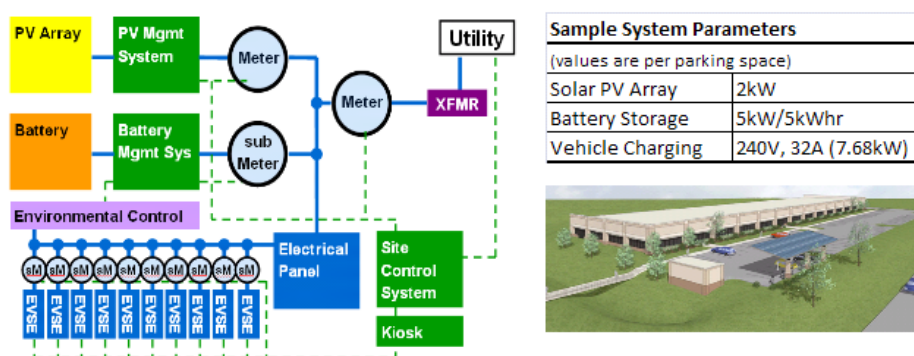 PV Array
PV Mgmt
System
Meter
Utility
Meter
XFMR
Battery
Battery
Mgmt Sys
sub
Meter
Environmental Control
Electrical
Panel
Site
Control
System
Kiosk
sM sM sM sM sM sM sM sM sM sM
EVSE EVSE EVSE EVSE EVSE EVSE EVSE EVSE EVSE EVSE
Sample System Parameters
(values are per parking space)
Solar PV Array 2kW
Battery Storage 5kW/5kWhr
Vehicle Charging 240V, 32A (7.68kW)